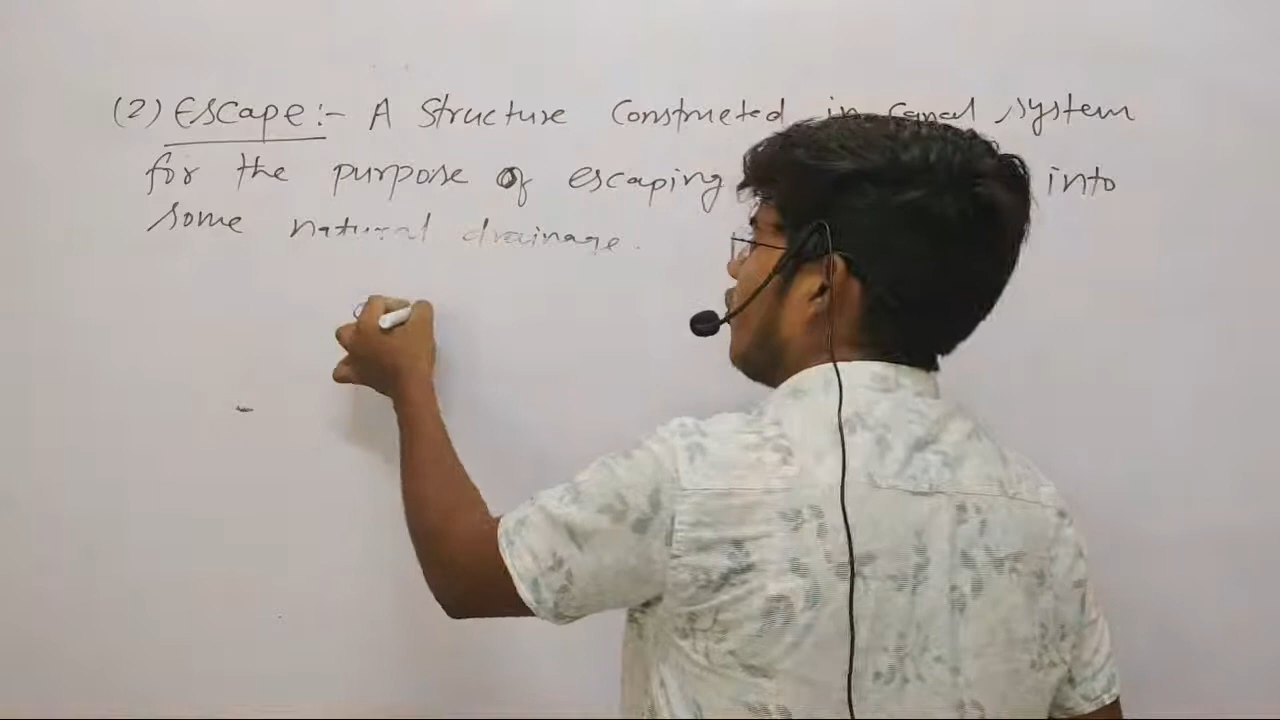 (2) Escape:- A Structure Constructed in Canal system
for the purpose of escaping into
some natural drainage.